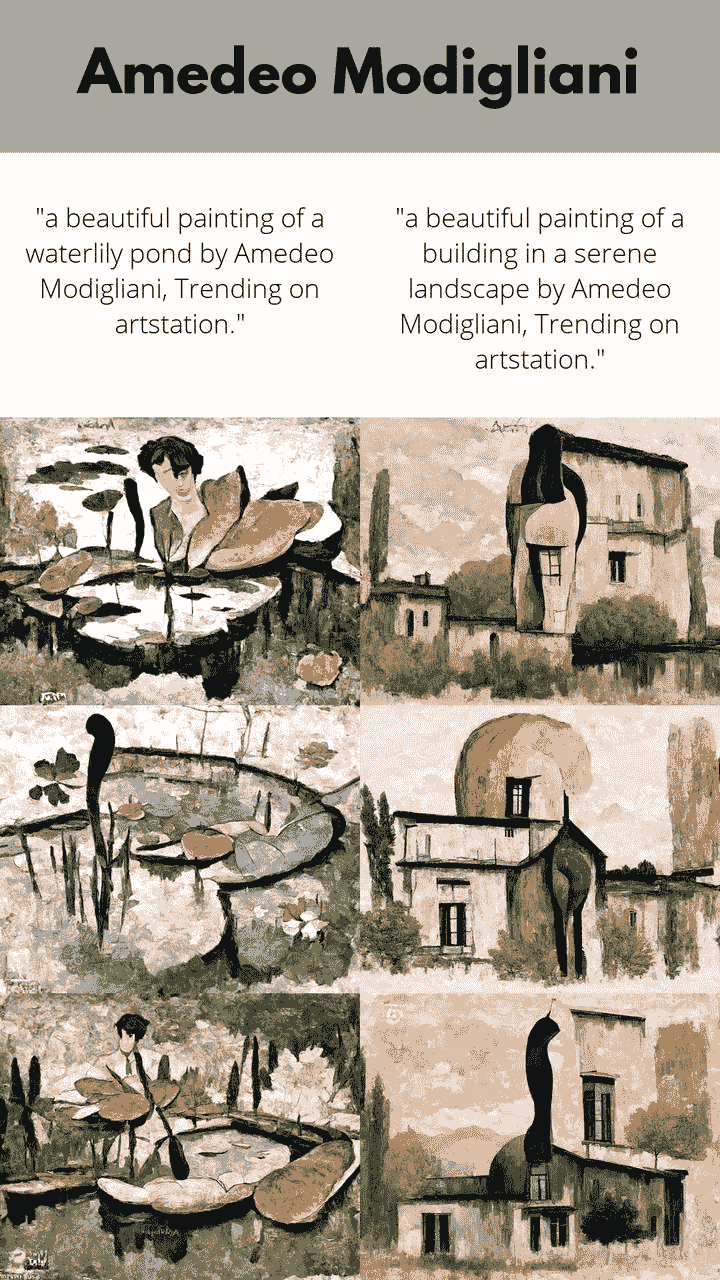 Amedeo Modigliani
"a beautiful painting of a
waterlily pond by Amedeo
Modigliani, Trending on
artstation."
"a beautiful painting of a
building in a serene
landscape by Amedeo
Modigliani, Trending on
artstation."